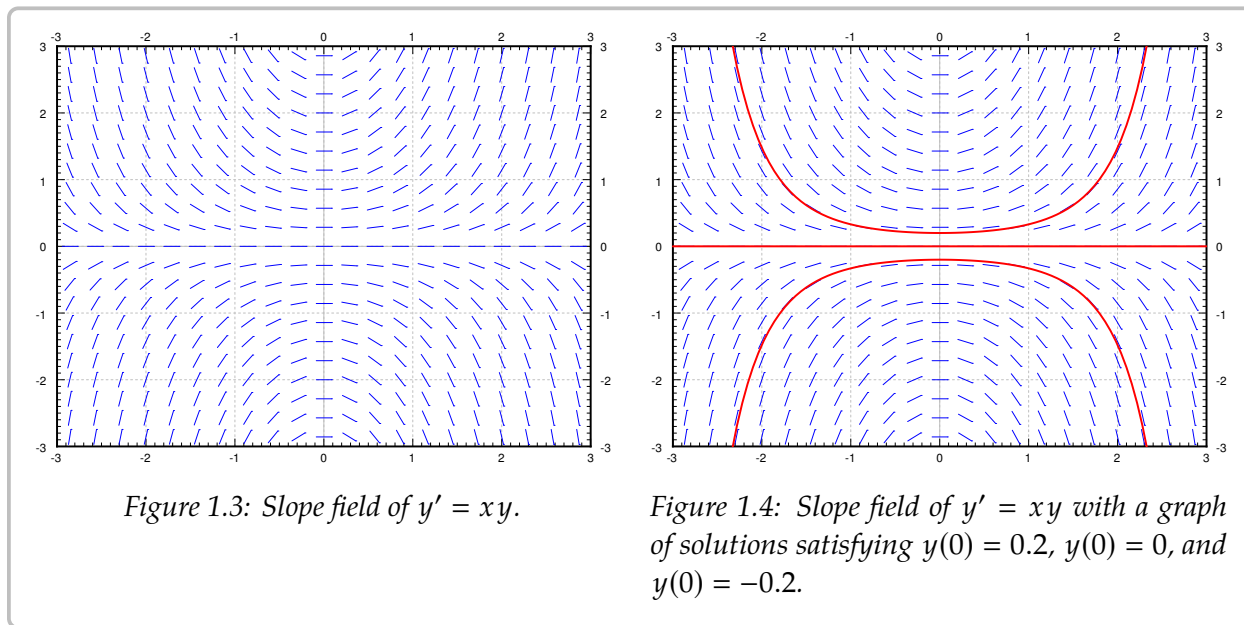 -3 -2 -1 0 1 2 3 -3 -2 -1 0 1 2 3
3 3 3 3
2 2 2 2
1 1 1 1
0 0 0 0
-1 -1 -1 -1
-2 -2 -2 -2
-3 -3 -3 -3
-3 -2 -1 0 1 2 3 -3 -2 -1 0 1 2 3
Figure 1.3: Slope field of y′ = xy.
Figure 1.4: Slope field of y′ = xy with a graph
of solutions satisfying y(0) = 0.2, y(0) = 0, and
y(0) = −0.2.